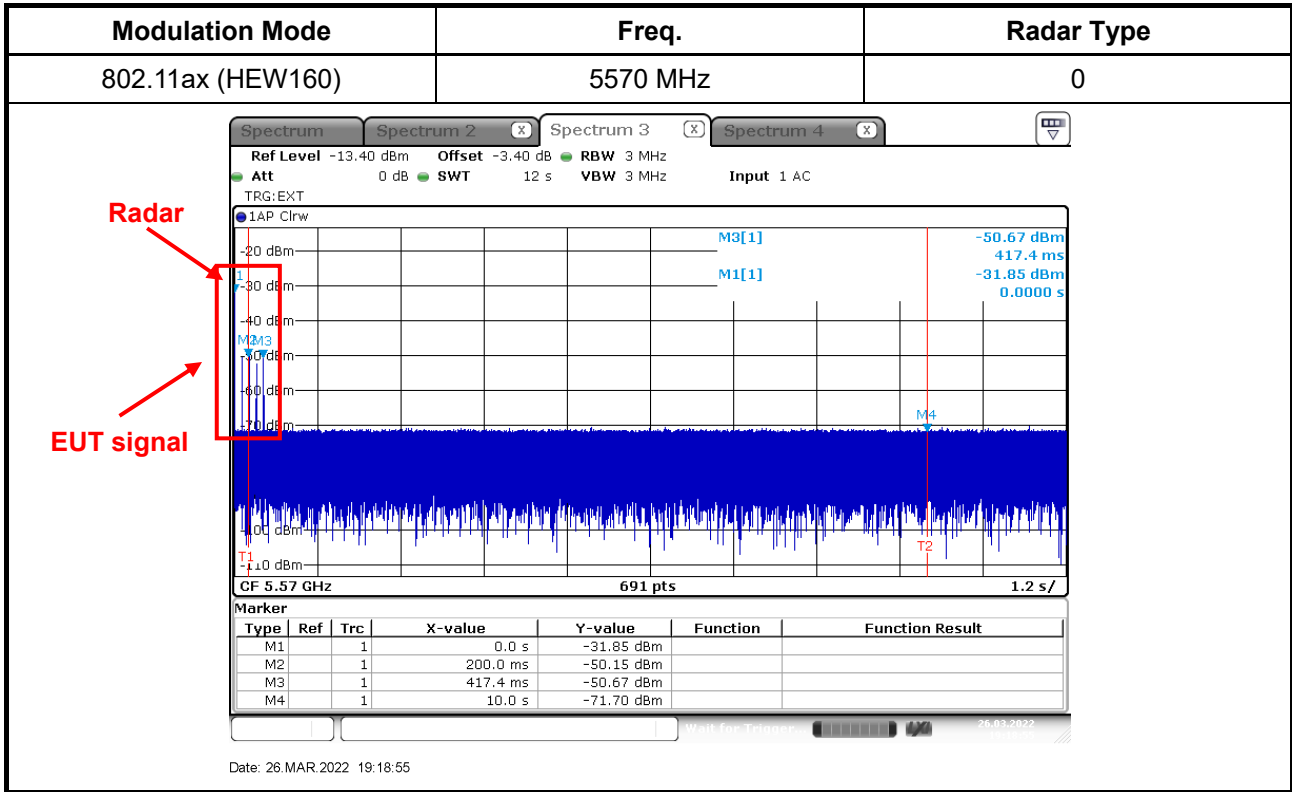 Modulation Mode Freq. Radar Type
802.11ax (HEW160) 5570 MHz 0
Spectrum Spectrum 2 X Spectrum 3 X Spectrum 4 X
Ref Level -13.40 dBm Offset -3.40 dB RBW 3 MHz
Att 0 dB SWT 12 s VBW 3 MHz Input 1 AC
TRG:EXT
Radar
1AP Clrw
M3[1] -50.67 dBm
-20 dBm
417.4 ms
1 M1[1] -31.85 dBm
-30 dBm
0.0000 s
-40 dBm
M2 M3
-50 dBm
-60 dBm
M4
-70 dBm
EUT signal
-100 dBm
T1 T2
-110 dBm
CF 5.57 GHz 691 pts 1.2 s/
Marker
Type Ref Trc X-value Y-value Function Function Result
M1 1 0.0 s -31.85 dBm
M2 1 200.0 ms -50.15 dBm
M3 1 417.4 ms -50.67 dBm
M4 1 10.0 s -71.70 dBm
Wait for Trigger... 26.03.2022
Date: 26.MAR.2022 19:18:55